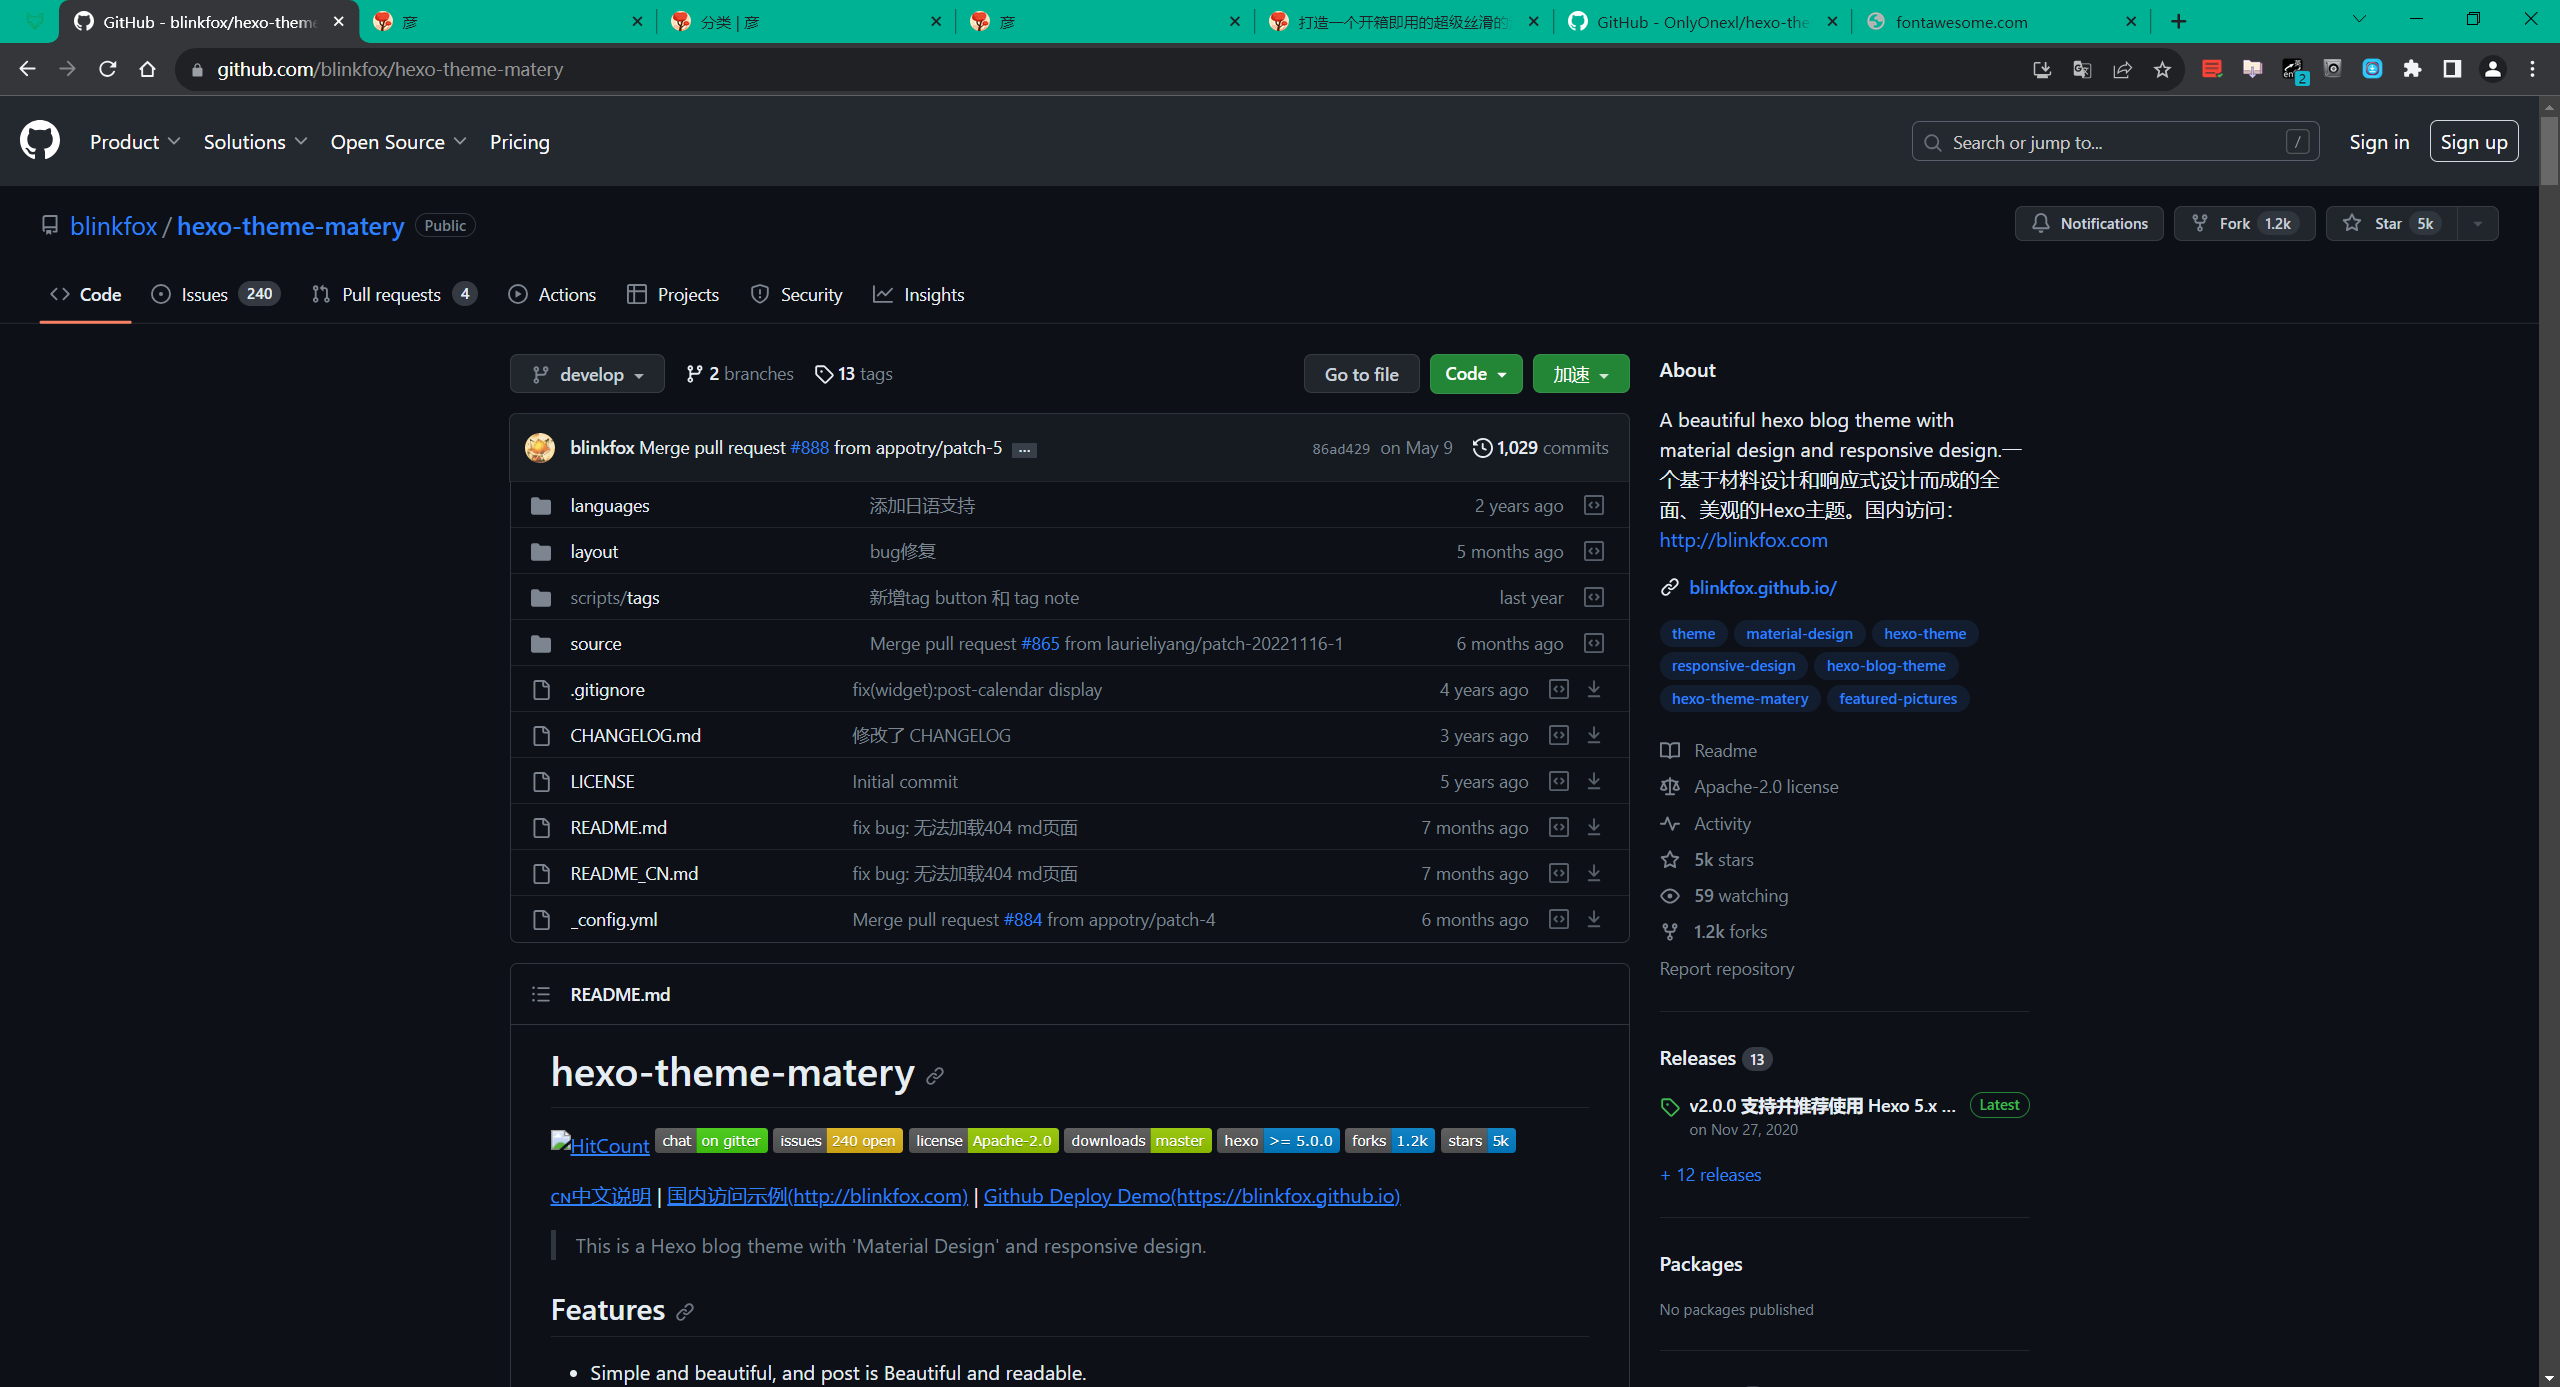 GitHub - blinkfox/hexo-them
彦
分类 | 彦
彦
打造一个开箱即用的超级丝滑的
GitHub - OnlyOnexl/hexo-the
fontawesome.com
github.com/blinkfox/hexo-theme-matery
2
Product
Solutions
Open Source
Pricing
Search or jump to...
/
Sign in
Sign up
blinkfox / hexo-theme-matery
Public
Notifications
Fork 1.2k
Star 5k
Code
Issues 240
Pull requests 4
Actions
Projects
Security
Insights
develop
2 branches
13 tags
Go to file
Code
加速
blinkfox Merge pull request #888 from appotry/patch-5 ...
86ad429 on May 9
1,029 commits
languages 添加日语支持 2 years ago
layout bug修复 5 months ago
scripts/tags 新增tag button 和 tag note last year
source Merge pull request #865 from laurieliyang/patch-20221116-1 6 months ago
.gitignore fix(widget):post-calendar display 4 years ago
CHANGELOG.md 修改了 CHANGELOG 3 years ago
LICENSE Initial commit 5 years ago
README.md fix bug: 无法加载404 md页面 7 months ago
README_CN.md fix bug: 无法加载404 md页面 7 months ago
_config.yml Merge pull request #884 from appotry/patch-4 6 months ago
README.md
hexo-theme-matery
HitCount chat on gitter issues 240 open license Apache-2.0 downloads master hexo >= 5.0.0 forks 1.2k stars 5k
CN中文说明 | 国内访问示例(http://blinkfox.com) | Github Deploy Demo(https://blinkfox.github.io)
This is a Hexo blog theme with 'Material Design' and responsive design.
Features
• Simple and beautiful, and post is Beautiful and readable.
About
A beautiful hexo blog theme with
material design and responsive design.一
个基于材料设计和响应式设计而成的全
面、美观的Hexo主题。国内访问：
http://blinkfox.com
blinkfox.github.io/
theme material-design hexo-theme
responsive-design hexo-blog-theme
hexo-theme-matery featured-pictures
Readme
Apache-2.0 license
Activity
5k stars
59 watching
1.2k forks
Report repository
Releases 13
v2.0.0 支持并推荐使用 Hexo 5.x ... Latest
on Nov 27, 2020
+ 12 releases
Packages
No packages published